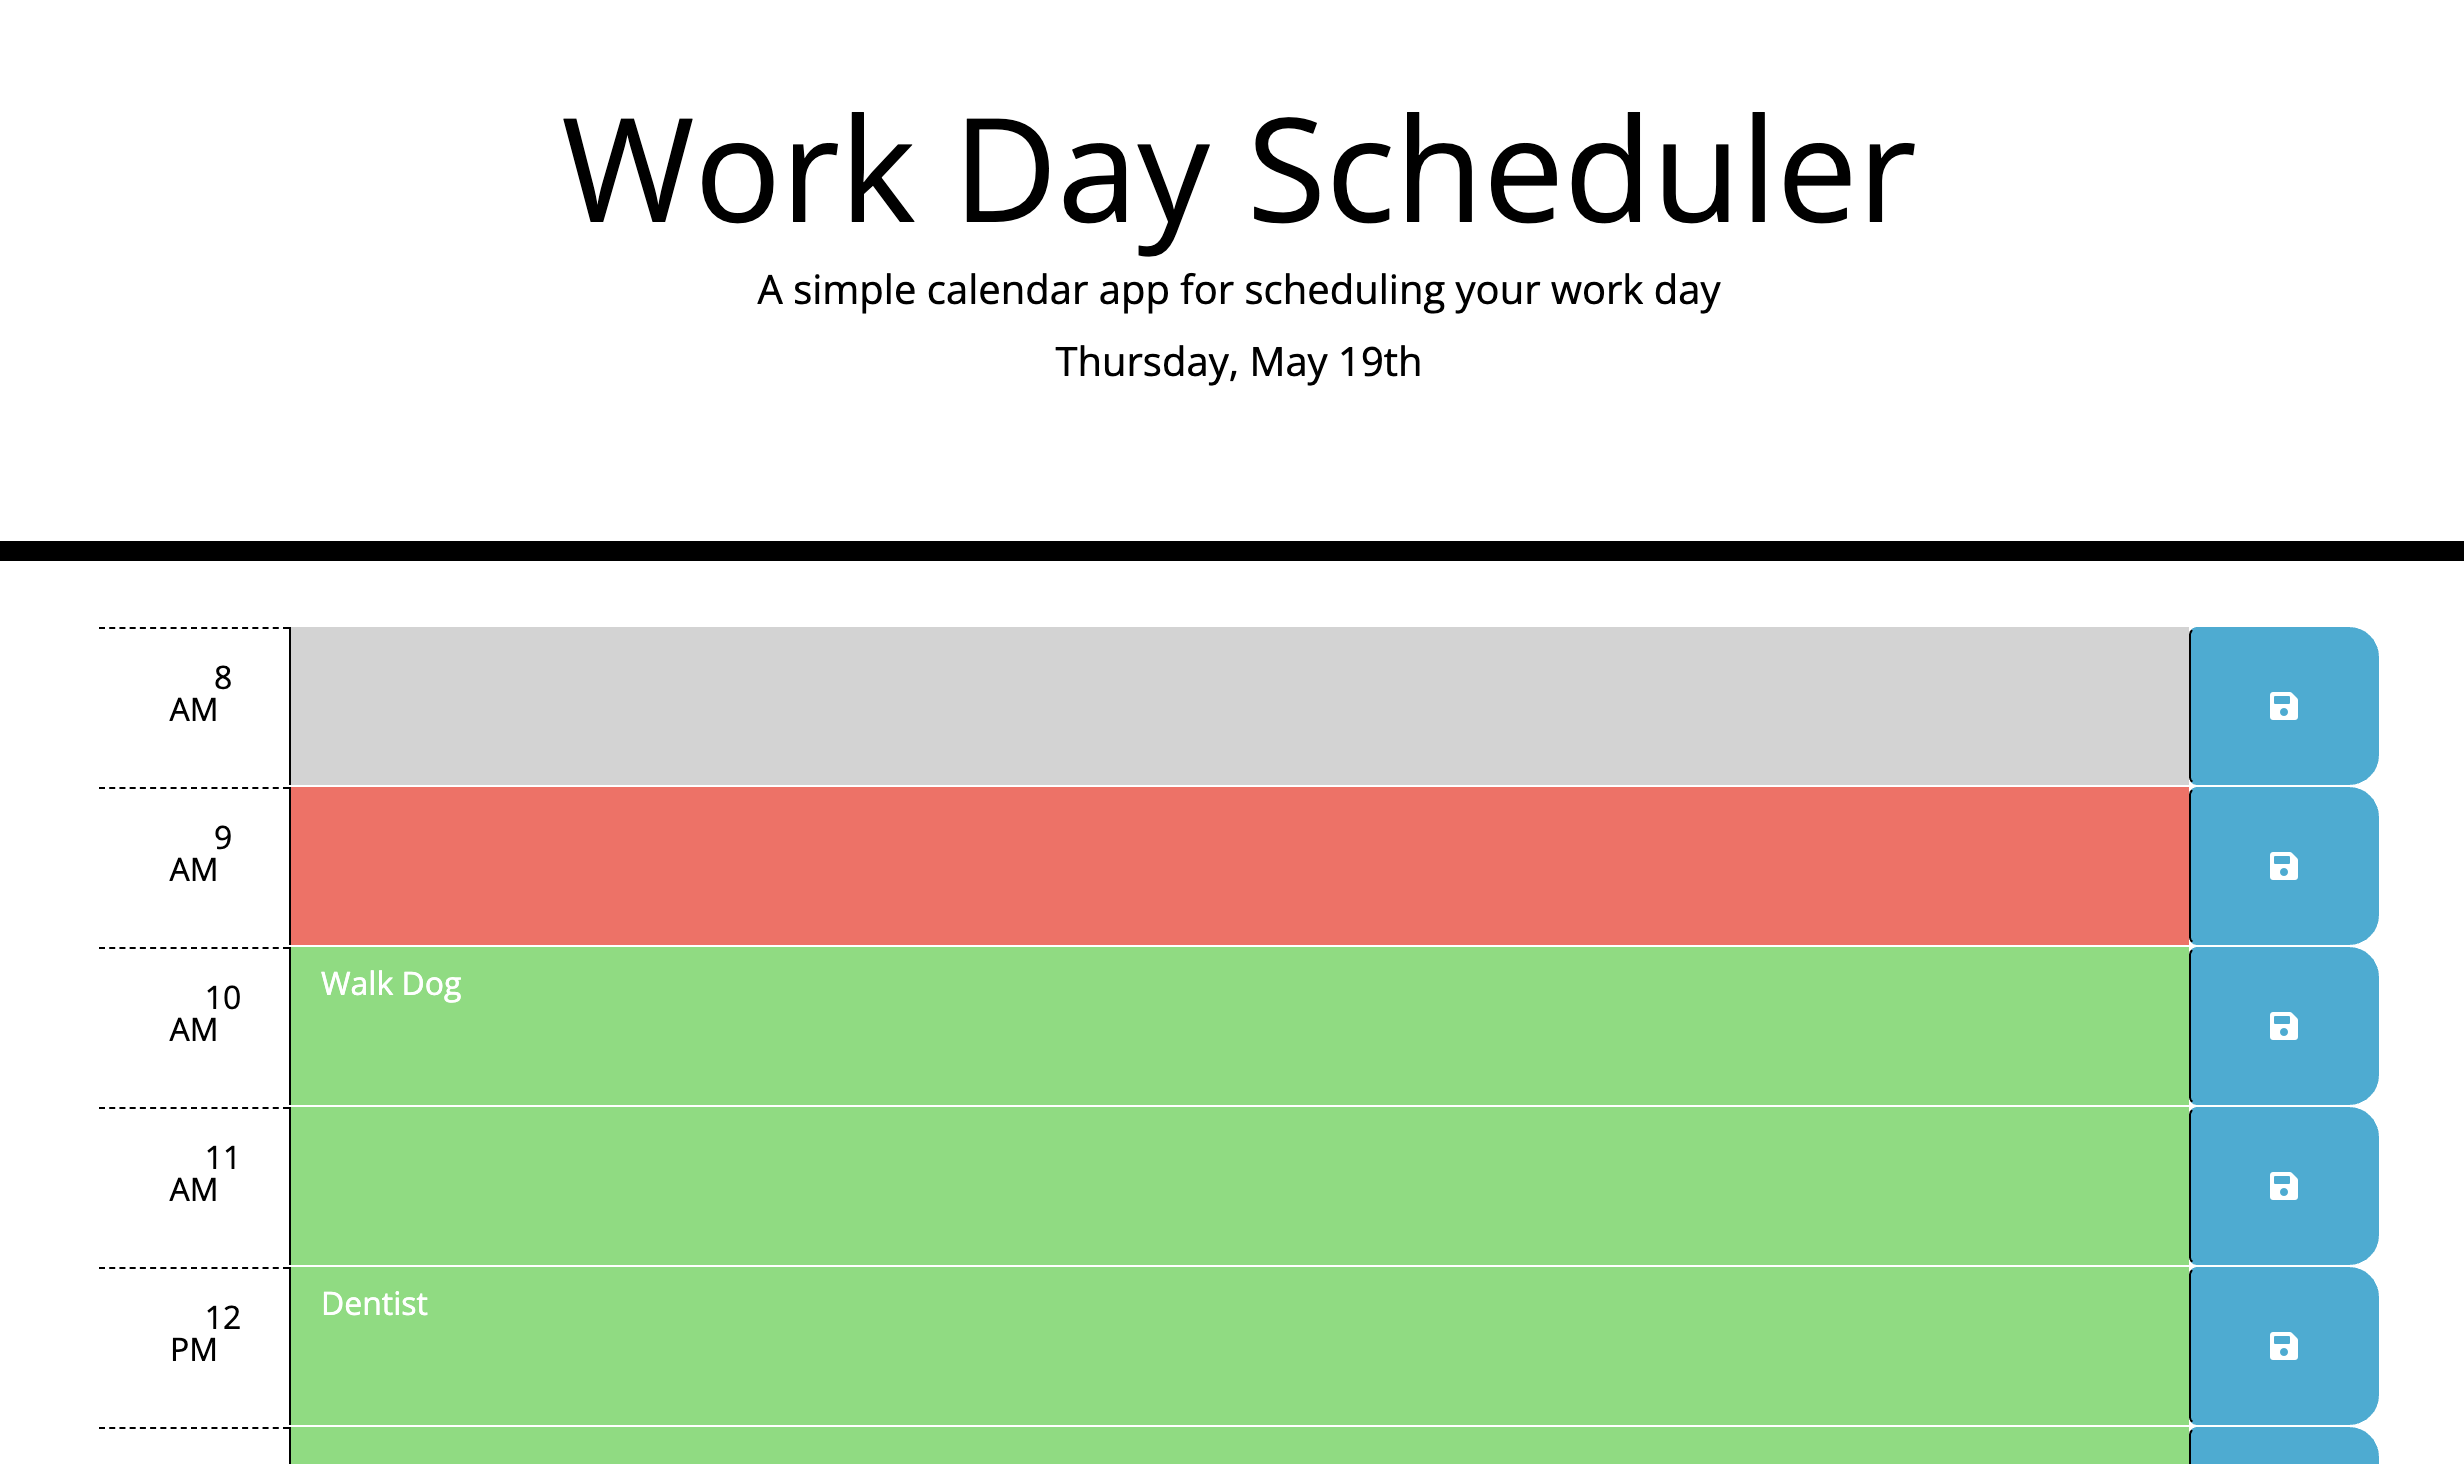 Work Day Scheduler
A simple calendar app for scheduling your work day
Thursday, May 19th
8
AM
9
AM
10
AM
Walk Dog
11
AM
12
PM
Dentist